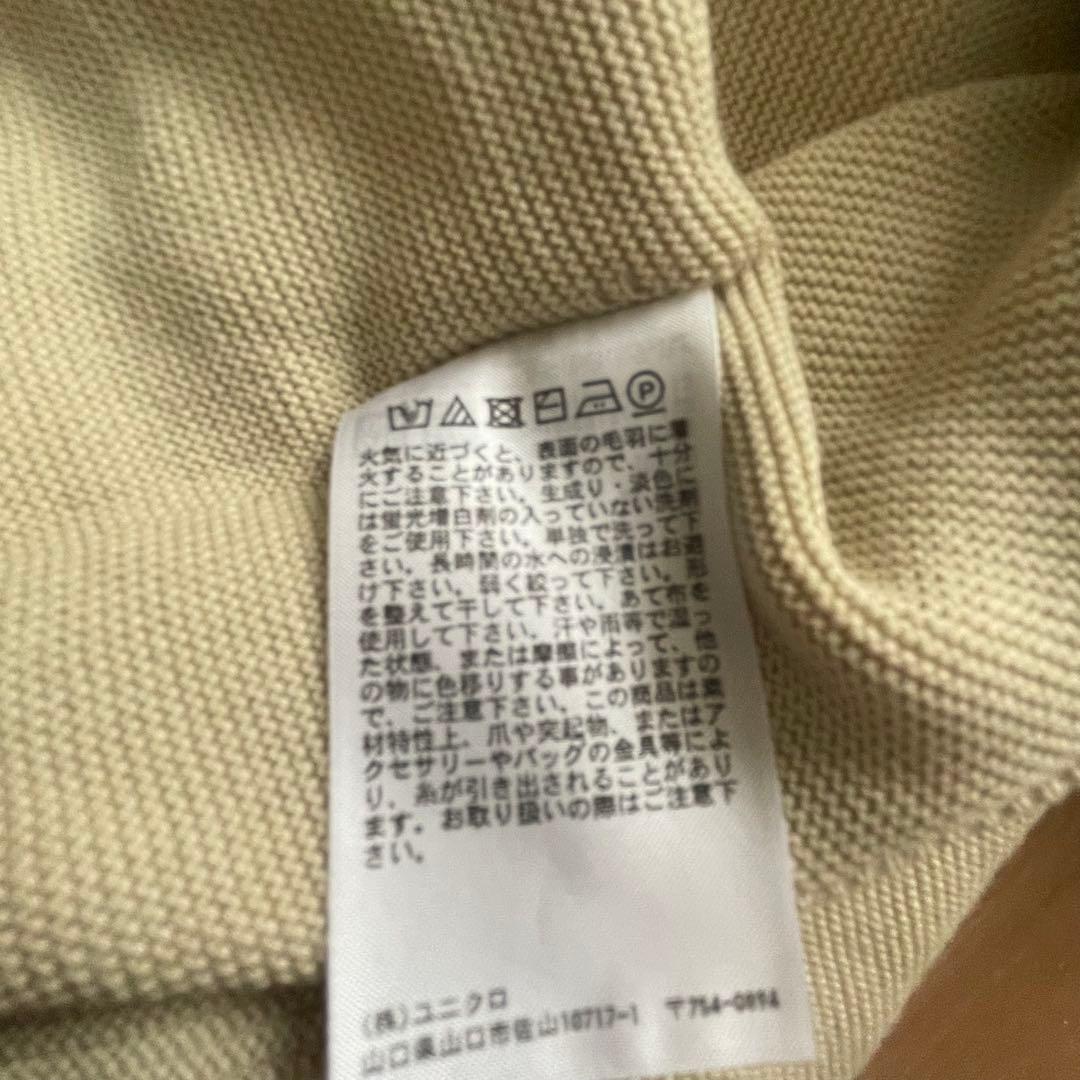 P
火気に近づくと、表面の毛羽に着
火することがありますので、十分
にご注意下さい。生成り・淡色に
は蛍光増白剤の入っていない洗剤
をご使用下さい。単独で洗って下
さい。長時間の水への浸漬はお避
け下さい。弱く絞って下さい。形
を整えて干して下さい。あて布を
使用して下さい。汗や雨等で湿っ
た状態、または摩擦によって、他
の物に色移りする事がありますの
で、ご注意下さい。この商品は素
材特性上、爪や突起物、またはア
クセサリーやバッグの金具等によ
り、糸が引き出されることがあり
ます。お取り扱いの際はご注意下
さい。
(株)ユニクロ
山口県山口市佐山10717-1 〒754-0894